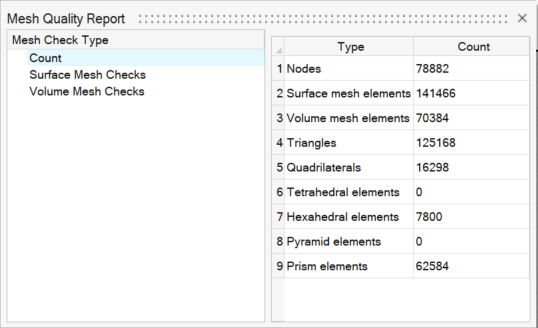 Mesh Quality Report
Mesh Check Type
Count
Surface Mesh Checks
Volume Mesh Checks
Type Count
1 Nodes 78882
2 Surface mesh elements 141466
3 Volume mesh elements 70384
4 Triangles 125168
5 Quadrilaterals 16298
6 Tetrahedral elements 0
7 Hexahedral elements 7800
8 Pyramid elements 0
9 Prism elements 62584